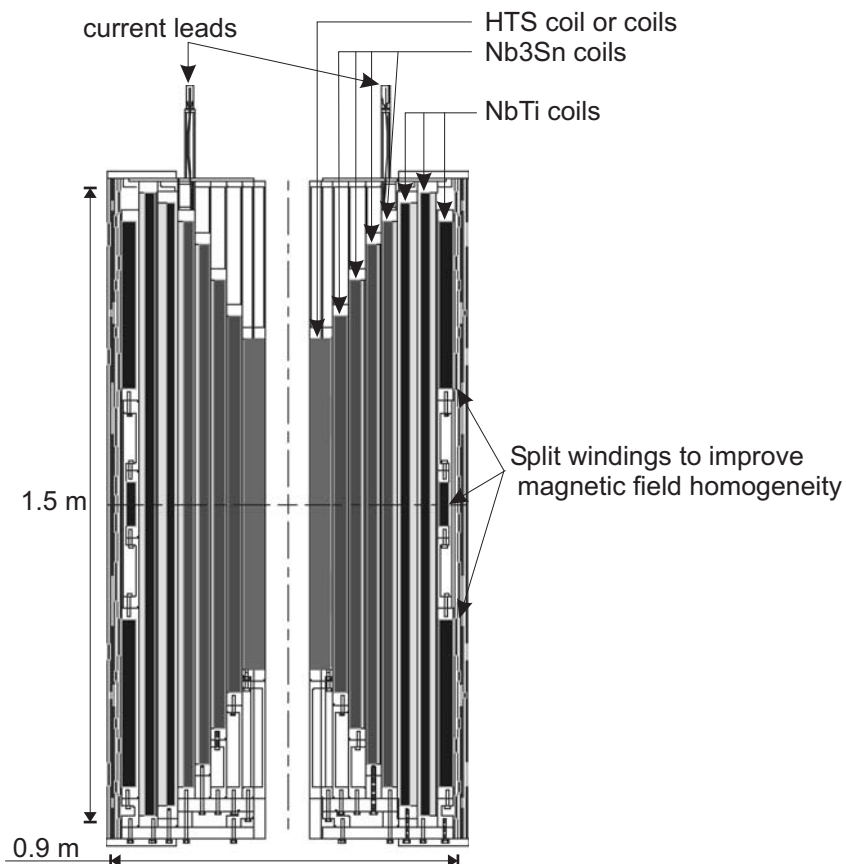 current leads
HTS coil or coils
Nb3Sn coils
NbTi coils
Split windings to improve
magnetic field homogeneity
1.5 m
0.9 m